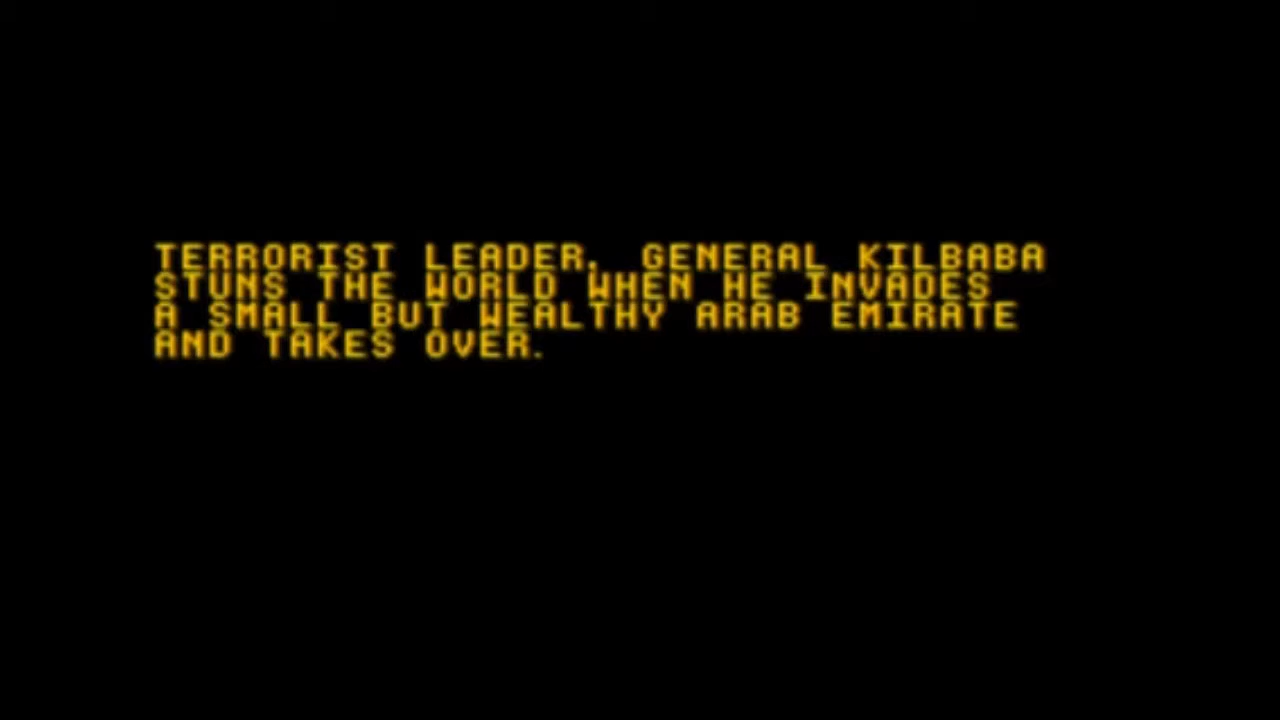 TERRORIST LEADER, GENERAL KILBABA
STUNS THE WORLD WHEN HE INVADES
A SMALL BUT WEALTHY ARAB EMIRATE
AND TAKES OVER.